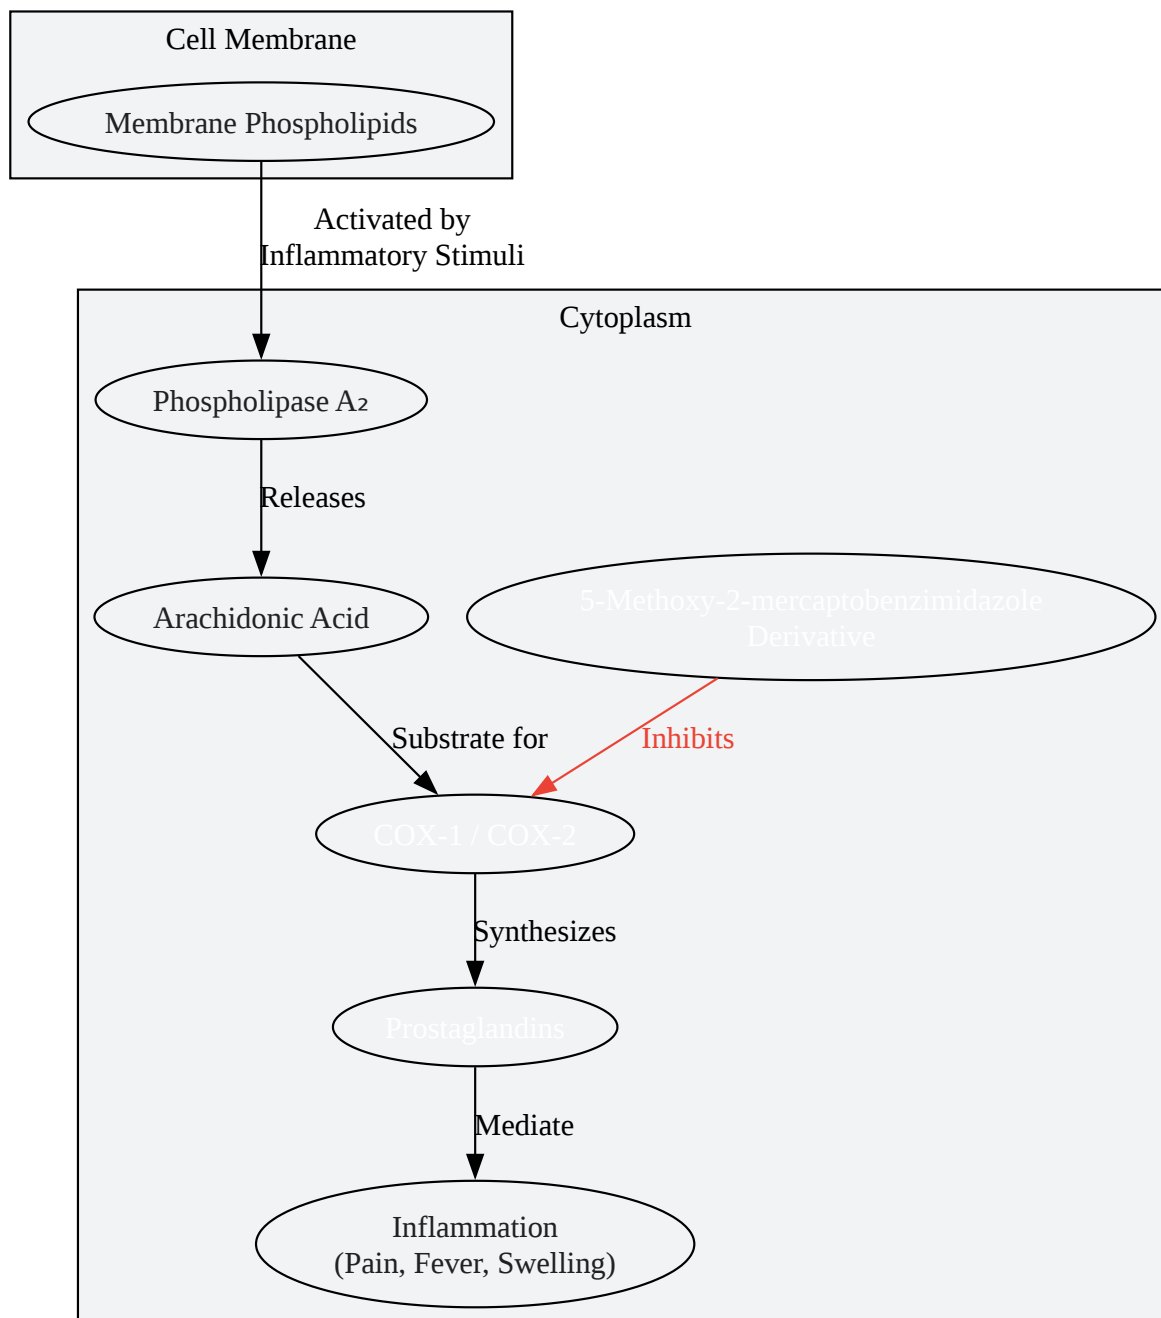 Cell Membrane
Membrane Phospholipids
Activated by
Inflammatory Stimuli
Cytoplasm
Phospholipase A₂
Releases
Arachidonic Acid
5-Methoxy-2-mercaptobenzimidazole
Derivative
Substrate for
Inhibits
COX-1 / COX-2
Synthesizes
Prostaglandins
Mediate
Inflammation
(Pain, Fever, Swelling)